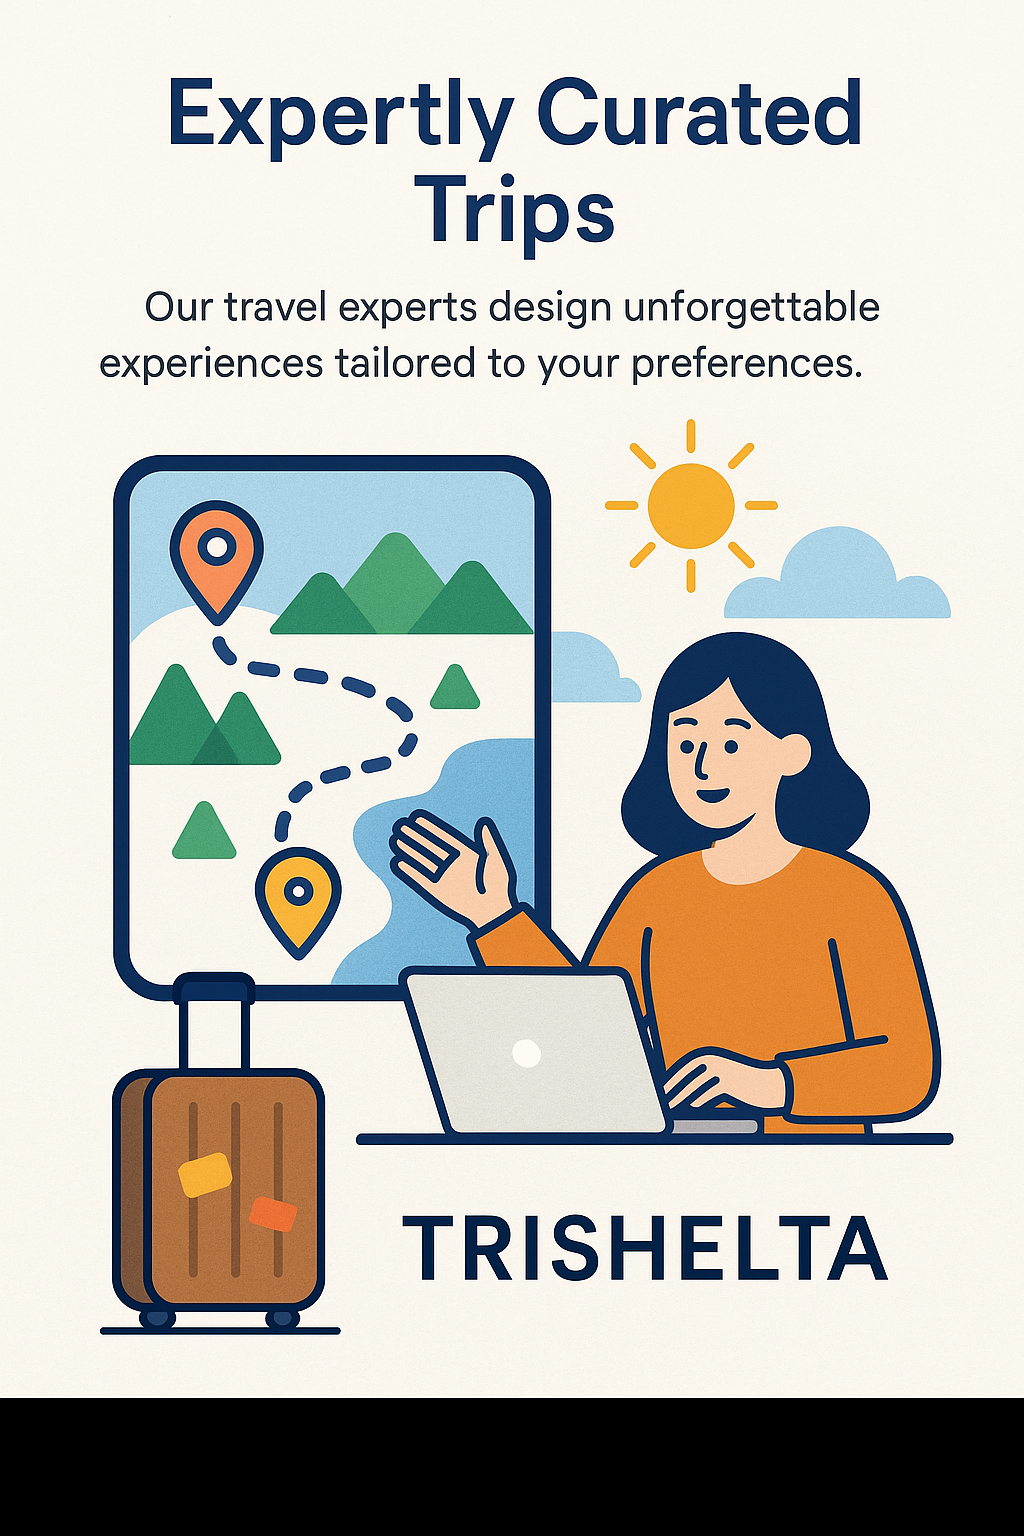 Expertly Curated
Trips
Our travel experts design unforgettable
experiences tailored to your preferences.
TRISHELTA